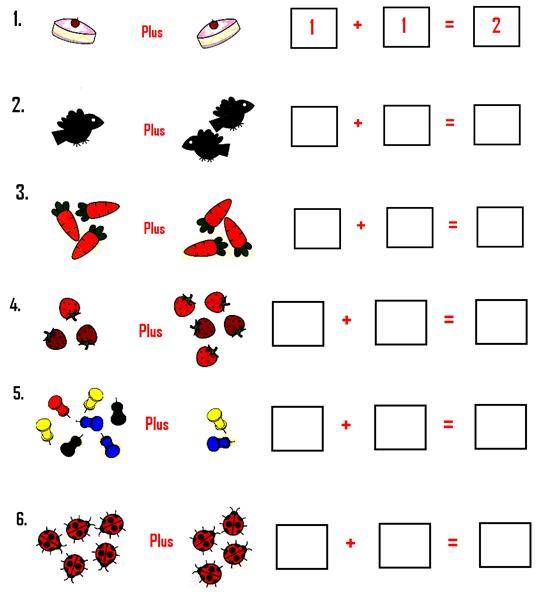 1. Plus 1 + 1 = 2
2. Plus + =
3. Plus + =
4. Plus + =
5. Plus + =
6. Plus + =